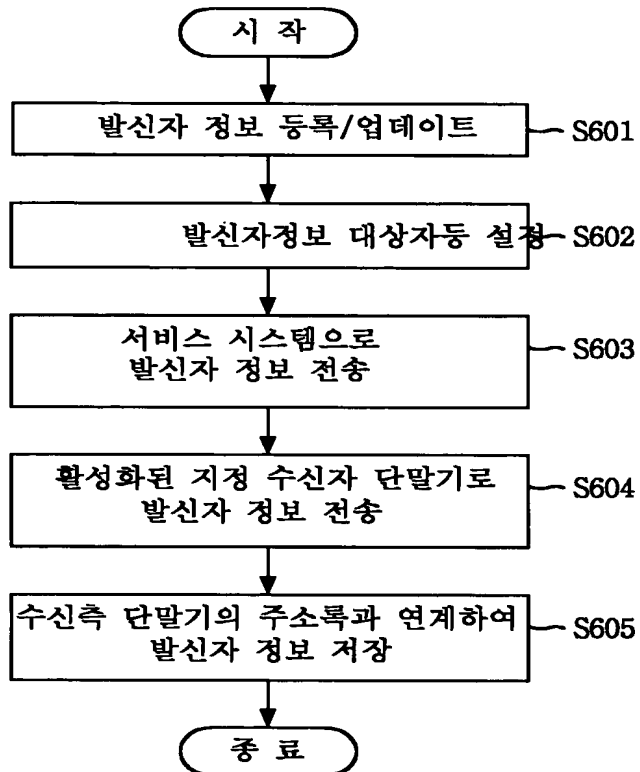 시 작
발신자 정보 등록/업데이트
S601
발신자정보 대상자등 설정
S602
서비스 시스템으로
발신자 정보 전송
S603
활성화된 지정 수신자 단말기로
발신자 정보 전송
S604
수신측 단말기의 주소록과 연계하여
발신자 정보 저장
S605
종 료